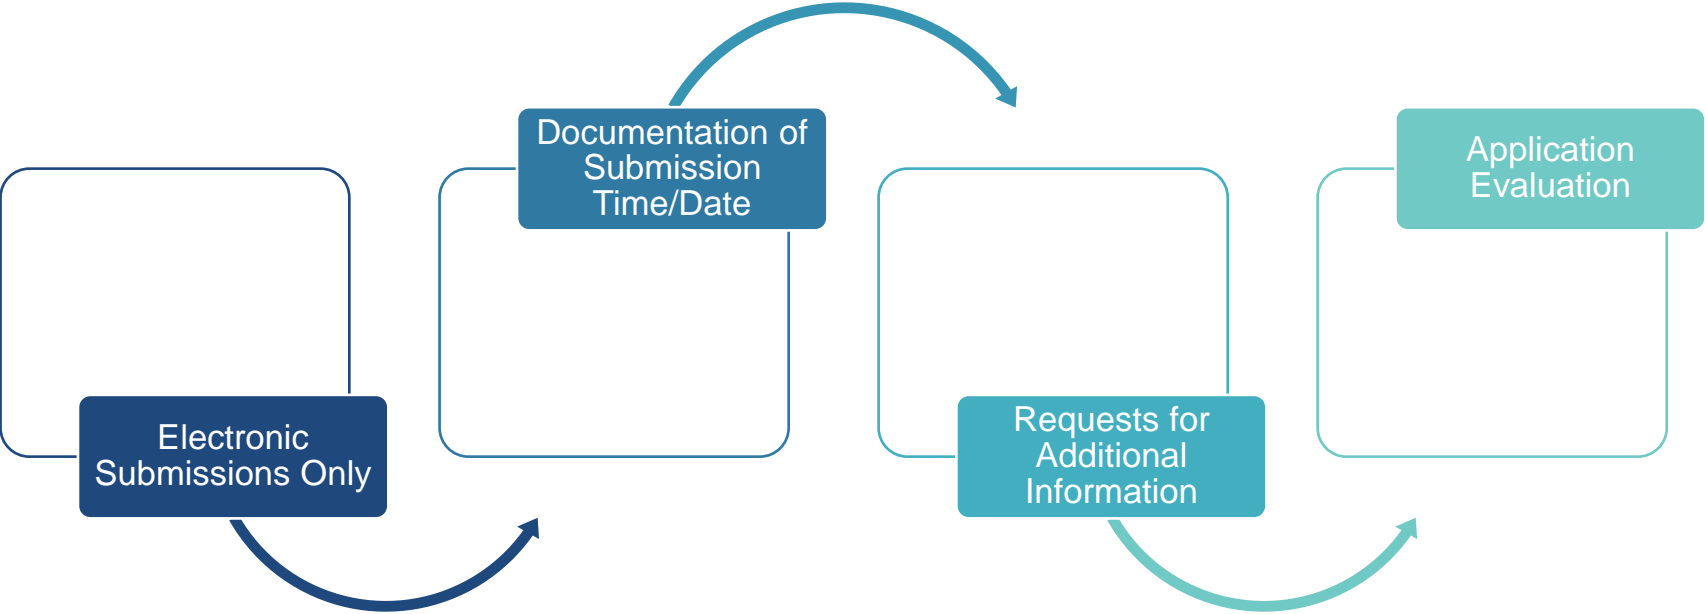 Electronic
Submissions Only
Documentation of
Submission
Time/Date
Requests for
Additional
Information
Application
Evaluation